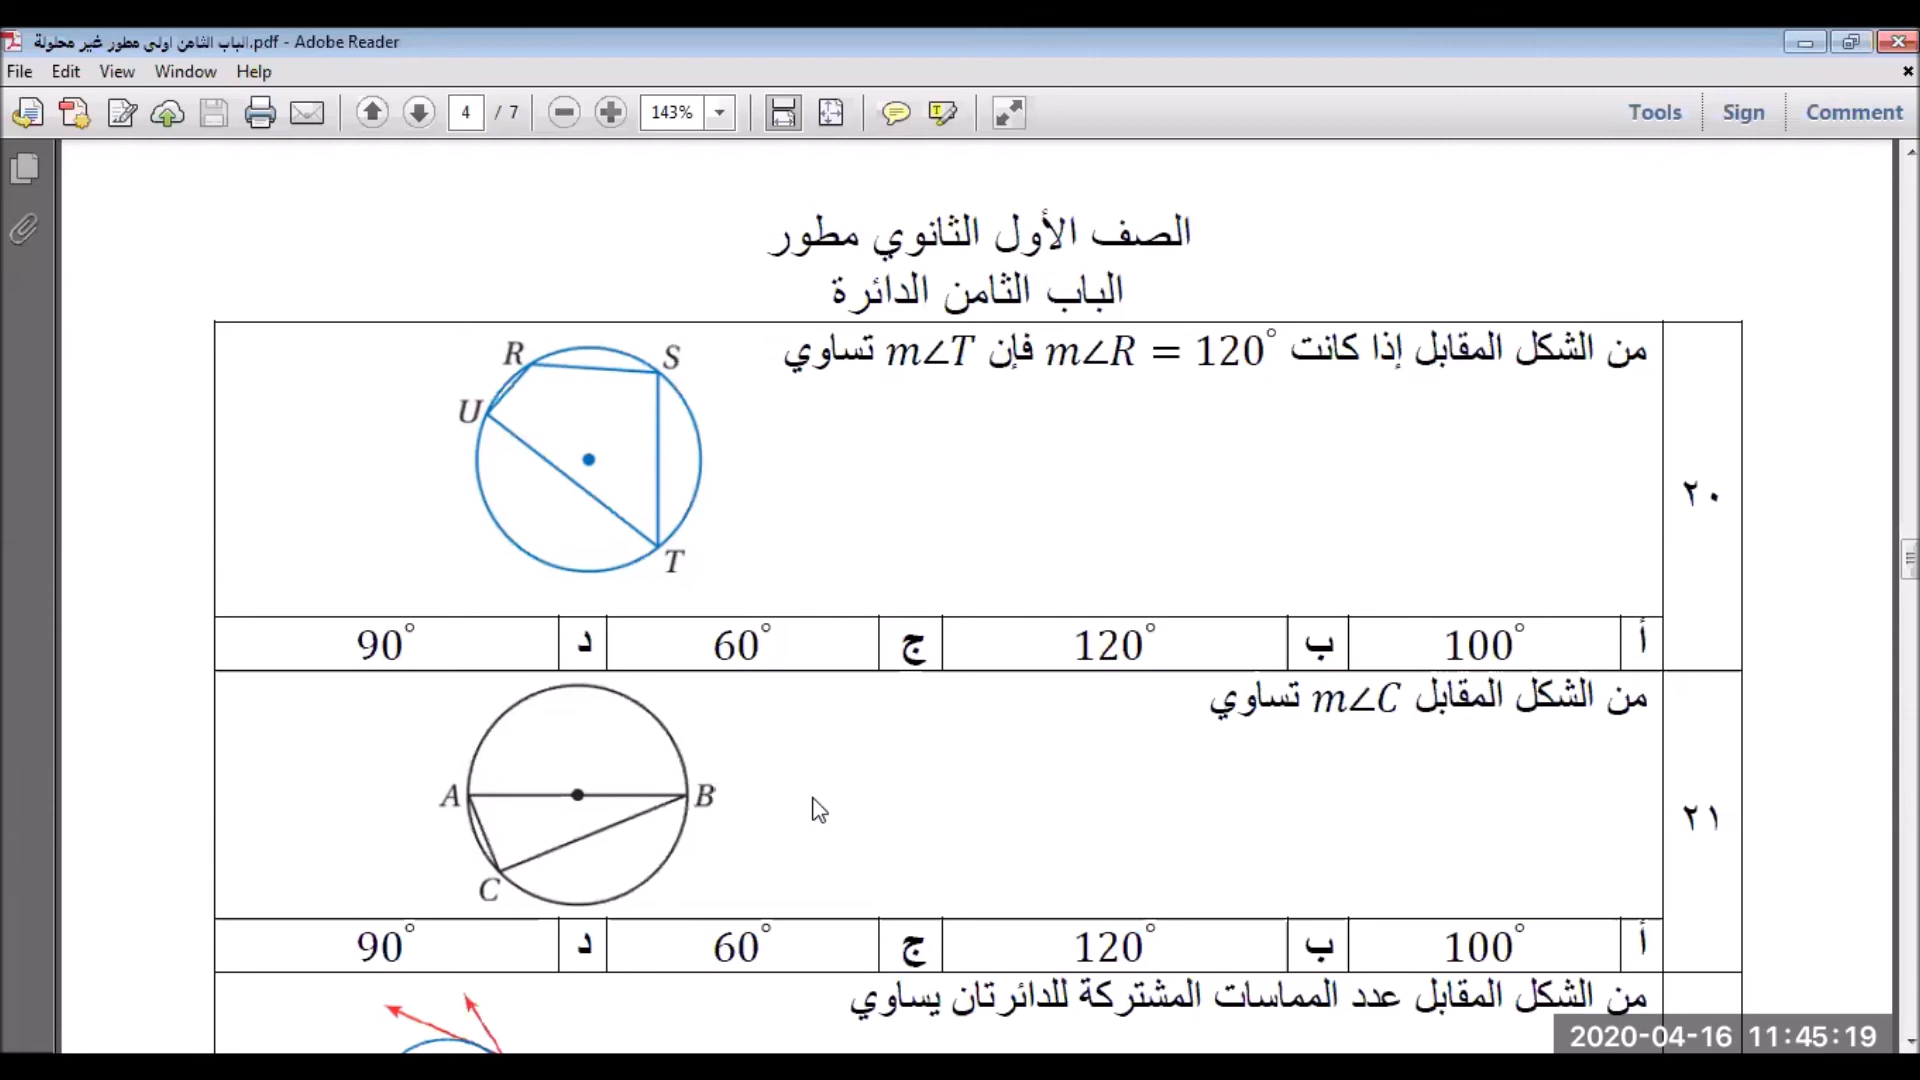 الباب الثامن اولى مطور غير محلولة.pdf - Adobe Reader
File Edit View Window Help
4 / 7 143% Tools Sign Comment
الصف الأول الثانوي مطور
الباب الثامن الدائرة
٢٠
من الشكل المقابل إذا كانت m∠R = 120° فإن m∠T تساوي
R S
U
T
أ 100° ب 120° ج 60° د 90°
٢١
من الشكل المقابل m∠C تساوي
A B
C
أ 100° ب 120° ج 60° د 90°
من الشكل المقابل عدد المماسات المشتركة للدائرتان يساوي
2020-04-16 11:45:19